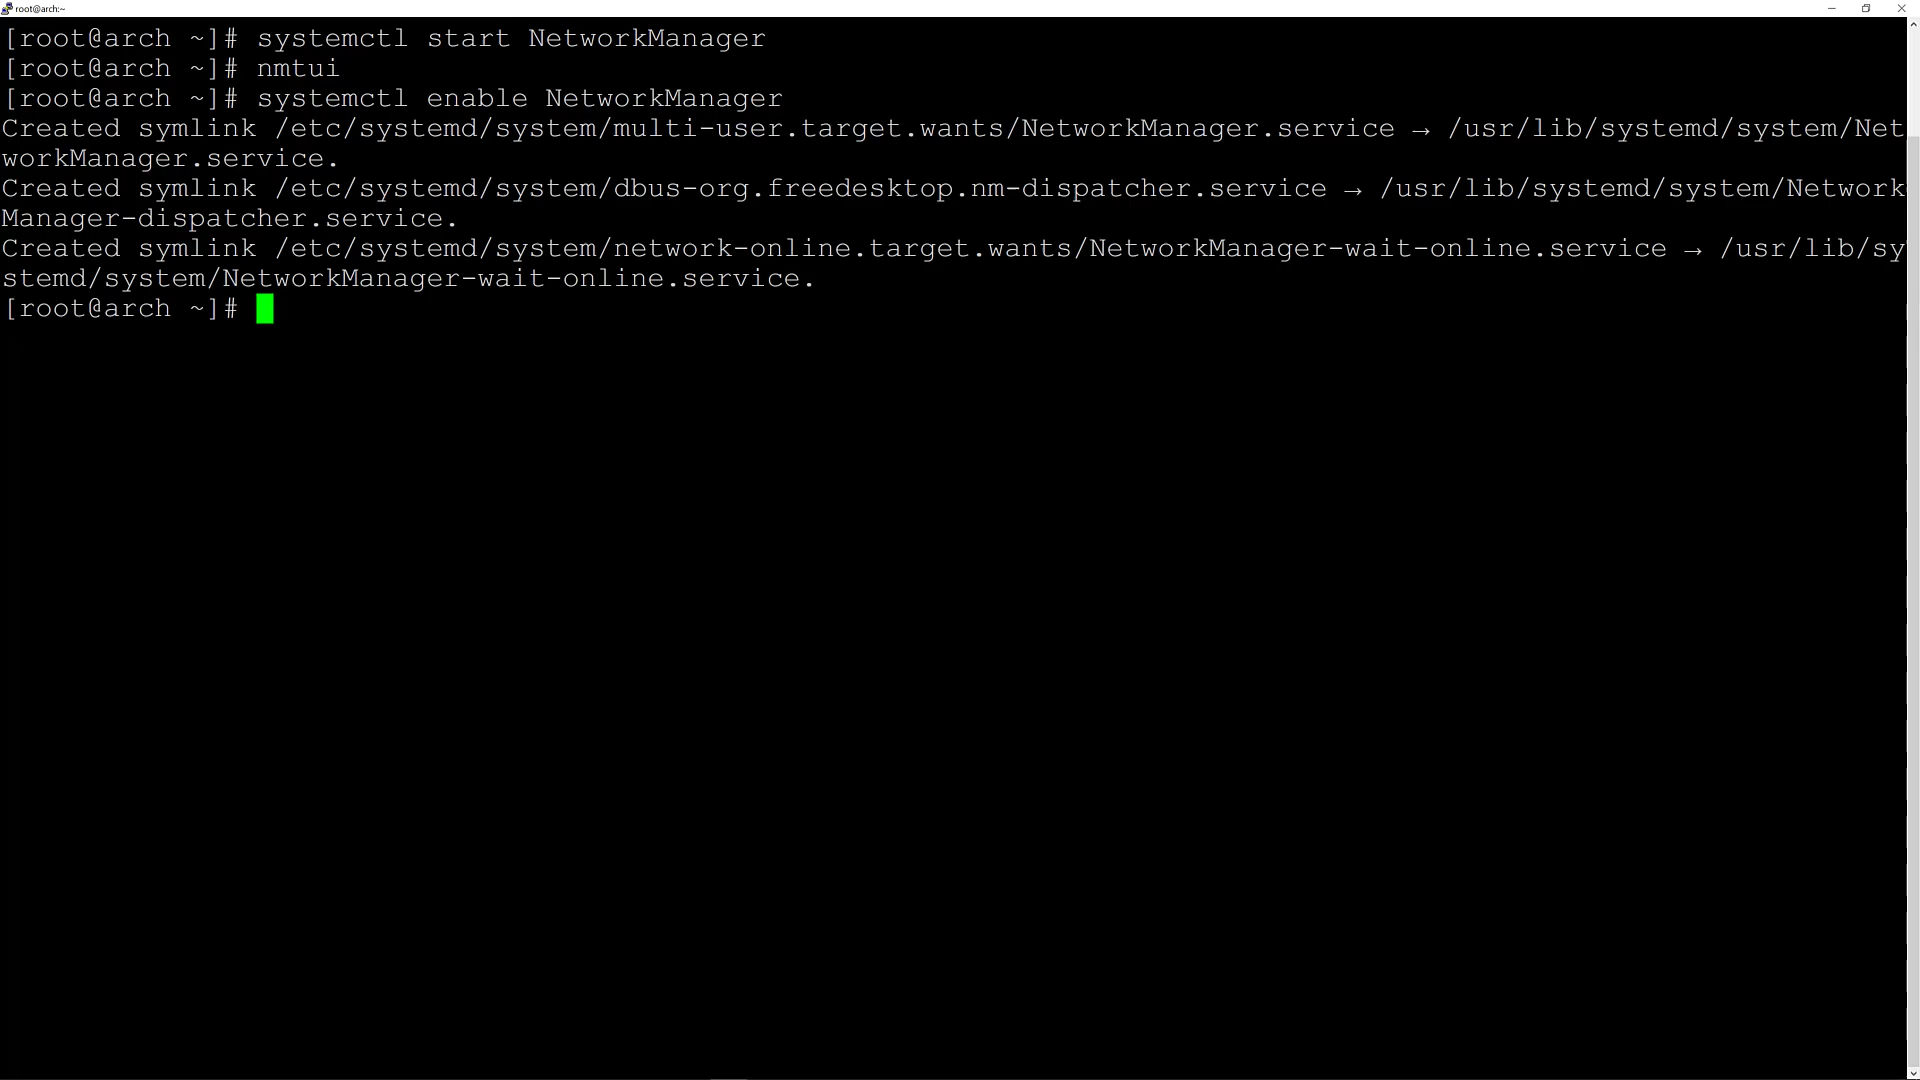 root@arch:~
[root@arch ~]# systemctl start NetworkManager
[root@arch ~]# nmtui
[root@arch ~]# systemctl enable NetworkManager
Created symlink /etc/systemd/system/multi-user.target.wants/NetworkManager.service → /usr/lib/systemd/system/Net
workManager.service.
Created symlink /etc/systemd/system/dbus-org.freedesktop.nm-dispatcher.service → /usr/lib/systemd/system/Network
Manager-dispatcher.service.
Created symlink /etc/systemd/system/network-online.target.wants/NetworkManager-wait-online.service → /usr/lib/sy
stemd/system/NetworkManager-wait-online.service.
[root@arch ~]#